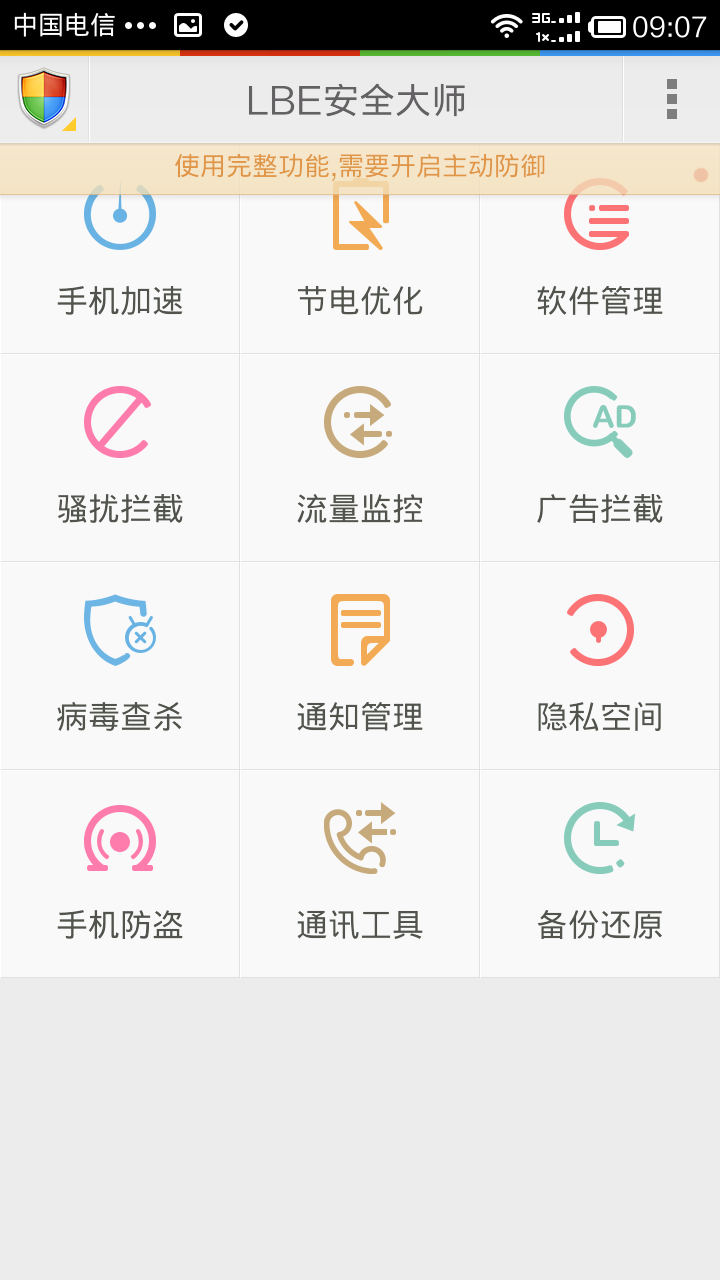 中国电信 ••• 3G 1× 09:07
LBE安全大师
使用完整功能,需要开启主动防御
手机加速 节电优化 软件管理
AD
骚扰拦截 流量监控 广告拦截
病毒查杀 通知管理 隐私空间
手机防盗 通讯工具 备份还原